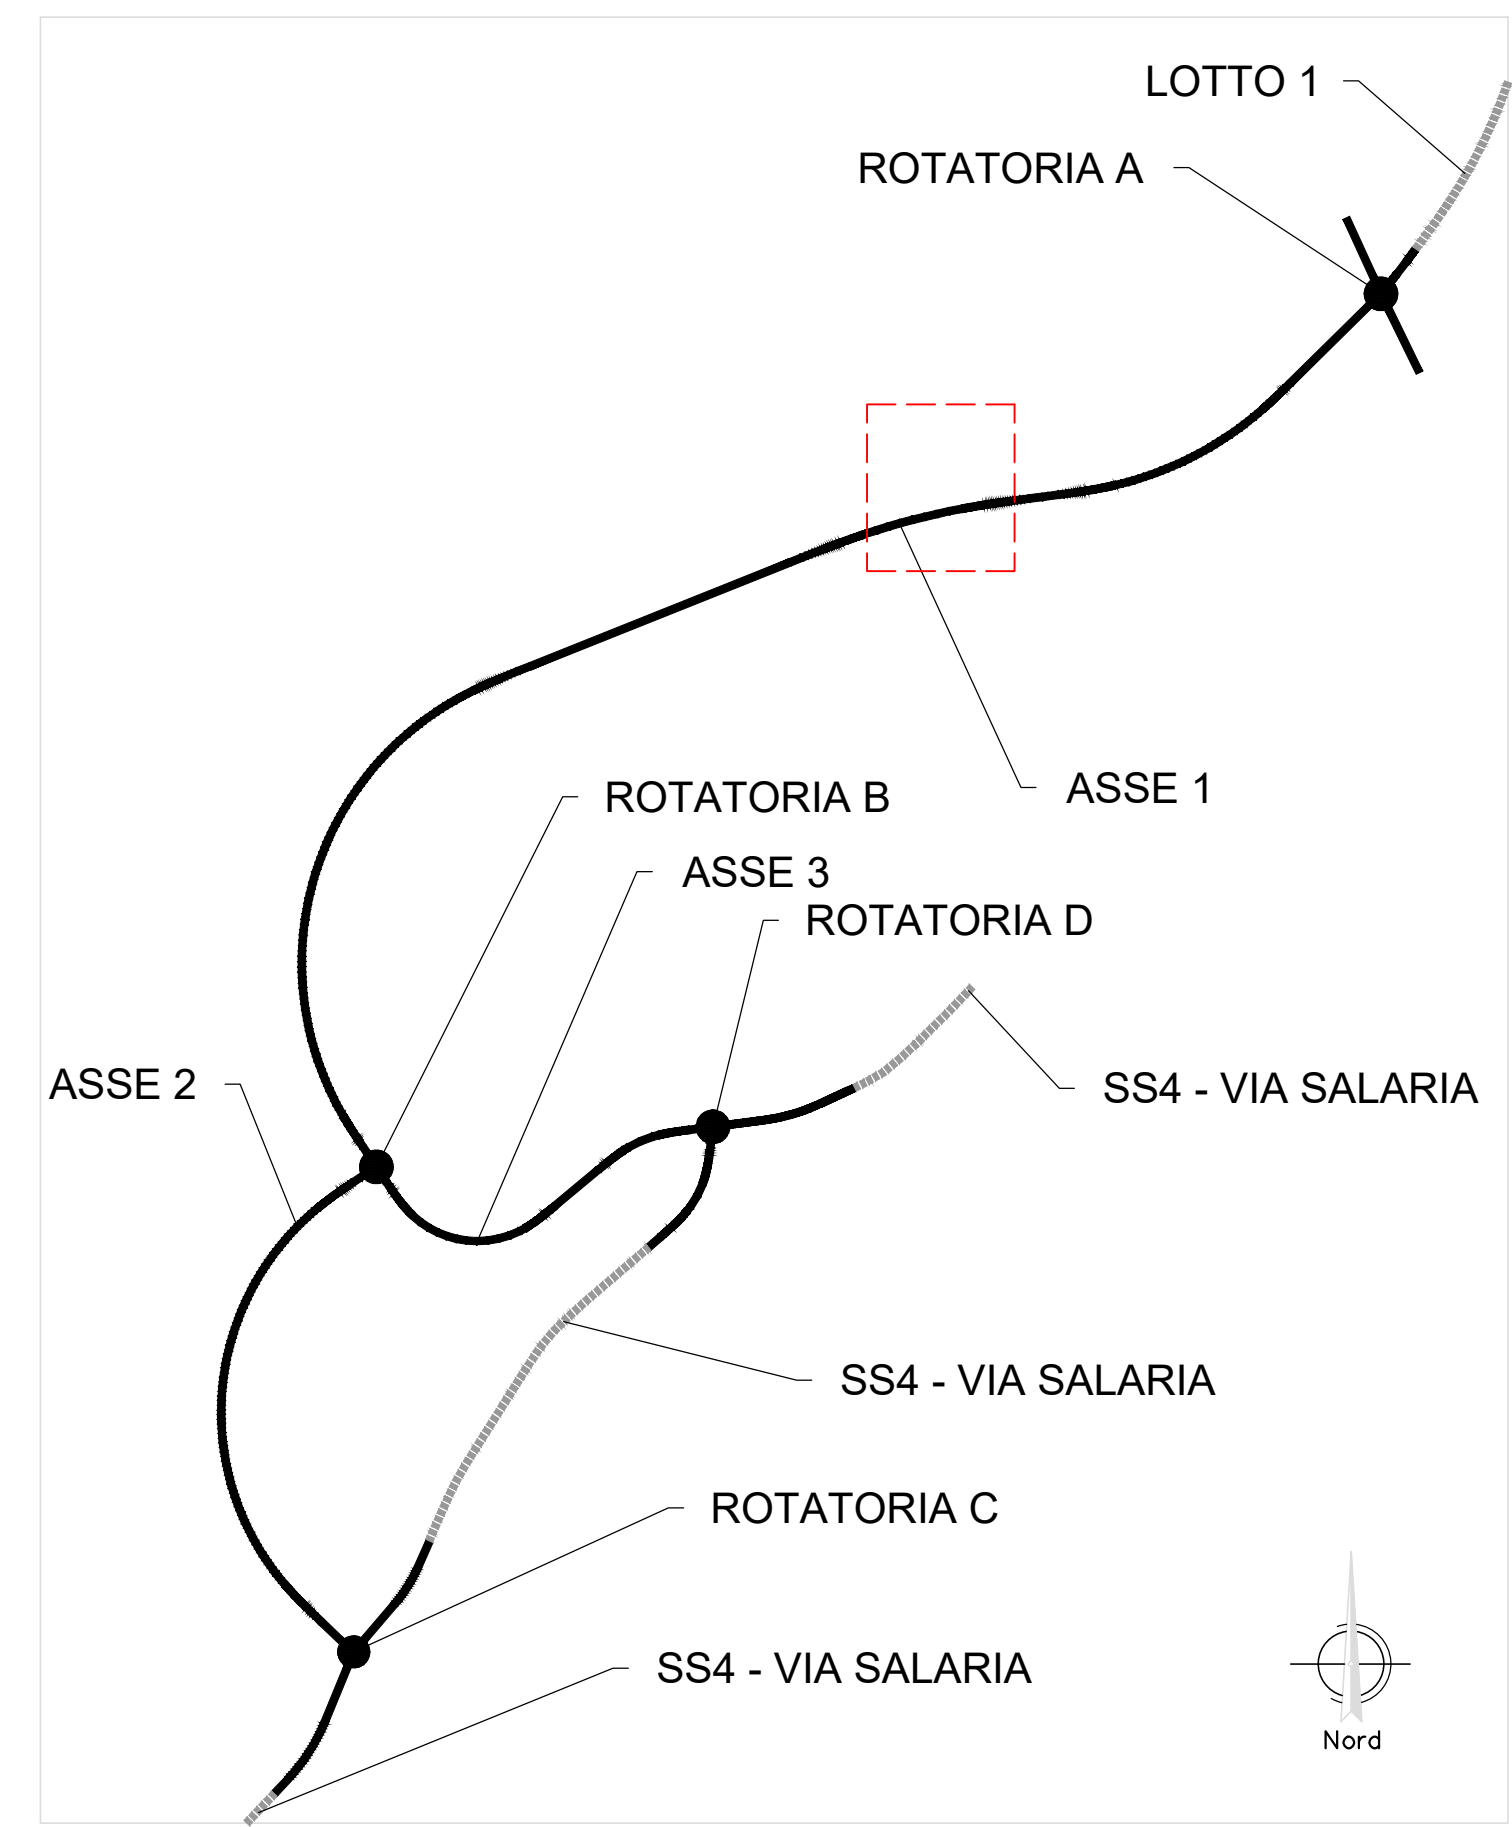 LOTTO 1
ROTATORIA A
ASSE 1
ROTATORIA B
ASSE 3
ROTATORIA D
ASSE 2
SS4 - VIA SALARIA
SS4 - VIA SALARIA
ROTATORIA C
SS4 - VIA SALARIA
Nord